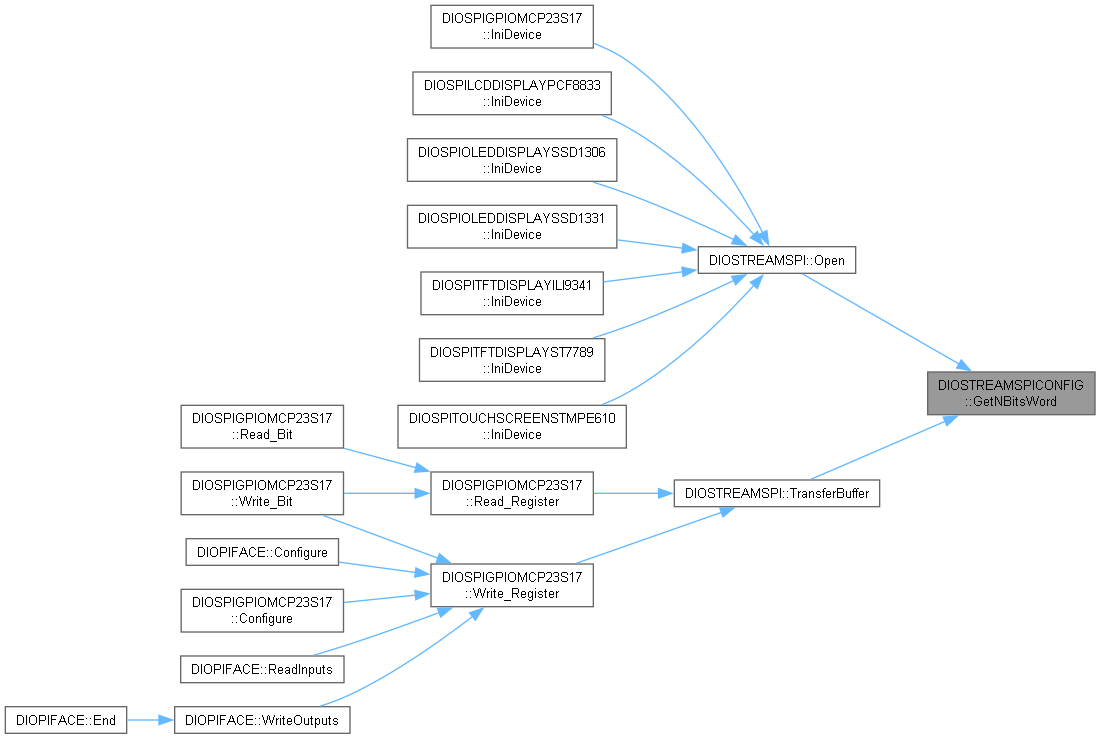 DIOSPIGPIOMCP23S17
::IniDevice
DIOSPILCDDISPLAYPCF8833
::IniDevice
DIOSPIOLEDDISPLAYSSD1306
::IniDevice
DIOSPIOLEDDISPLAYSSD1331
::IniDevice
DIOSTREAMSPI::Open
DIOSPITFTDISPLAYILI9341
::IniDevice
DIOSPITFTDISPLAYST7789
::IniDevice
DIOSTREAMSPICONFIG
::GetNBitsWord
DIOSPITOUCHSCREENSTMPE610
::IniDevice
DIOSPIGPIOMCP23S17
::Read_Bit
DIOSPIGPIOMCP23S17
::Write_Bit
DIOSPIGPIOMCP23S17
::Read_Register
DIOSTREAMSPI::TransferBuffer
DIOPIFACE::Configure
DIOSPIGPIOMCP23S17
::Write_Register
DIOSPIGPIOMCP23S17
::Configure
DIOPIFACE::ReadInputs
DIOPIFACE::End
DIOPIFACE::WriteOutputs